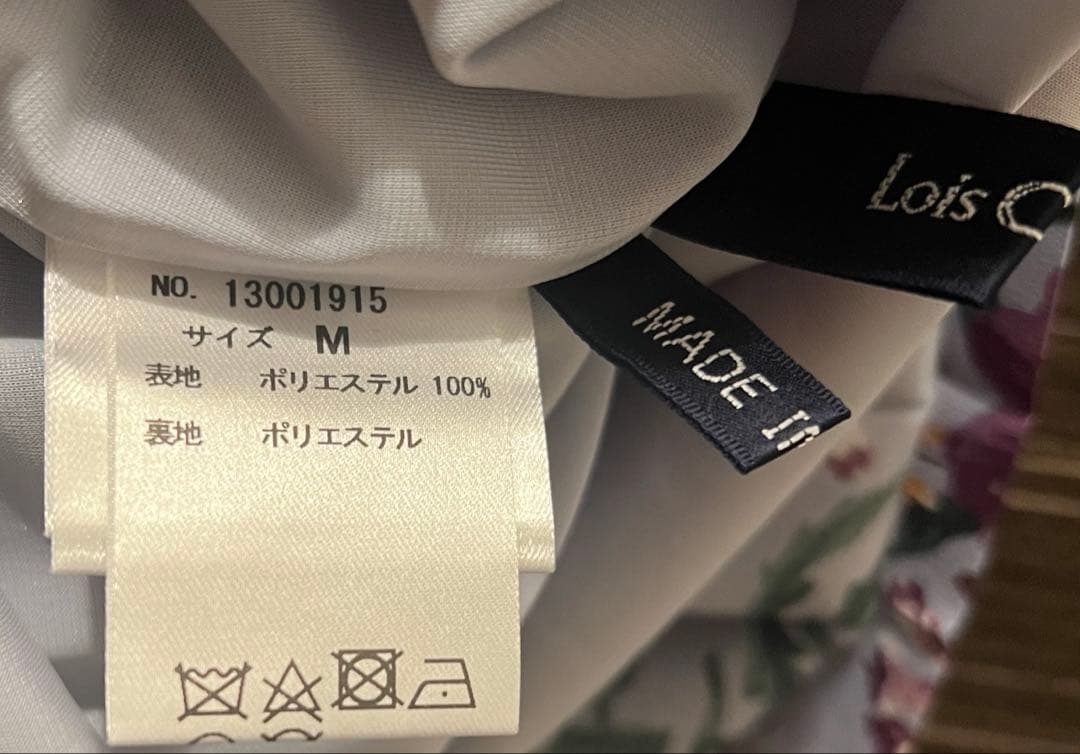 NO. 13001915
サイズ M
表地 ポリエステル 100%
裏地 ポリエステル
Lois
MADE